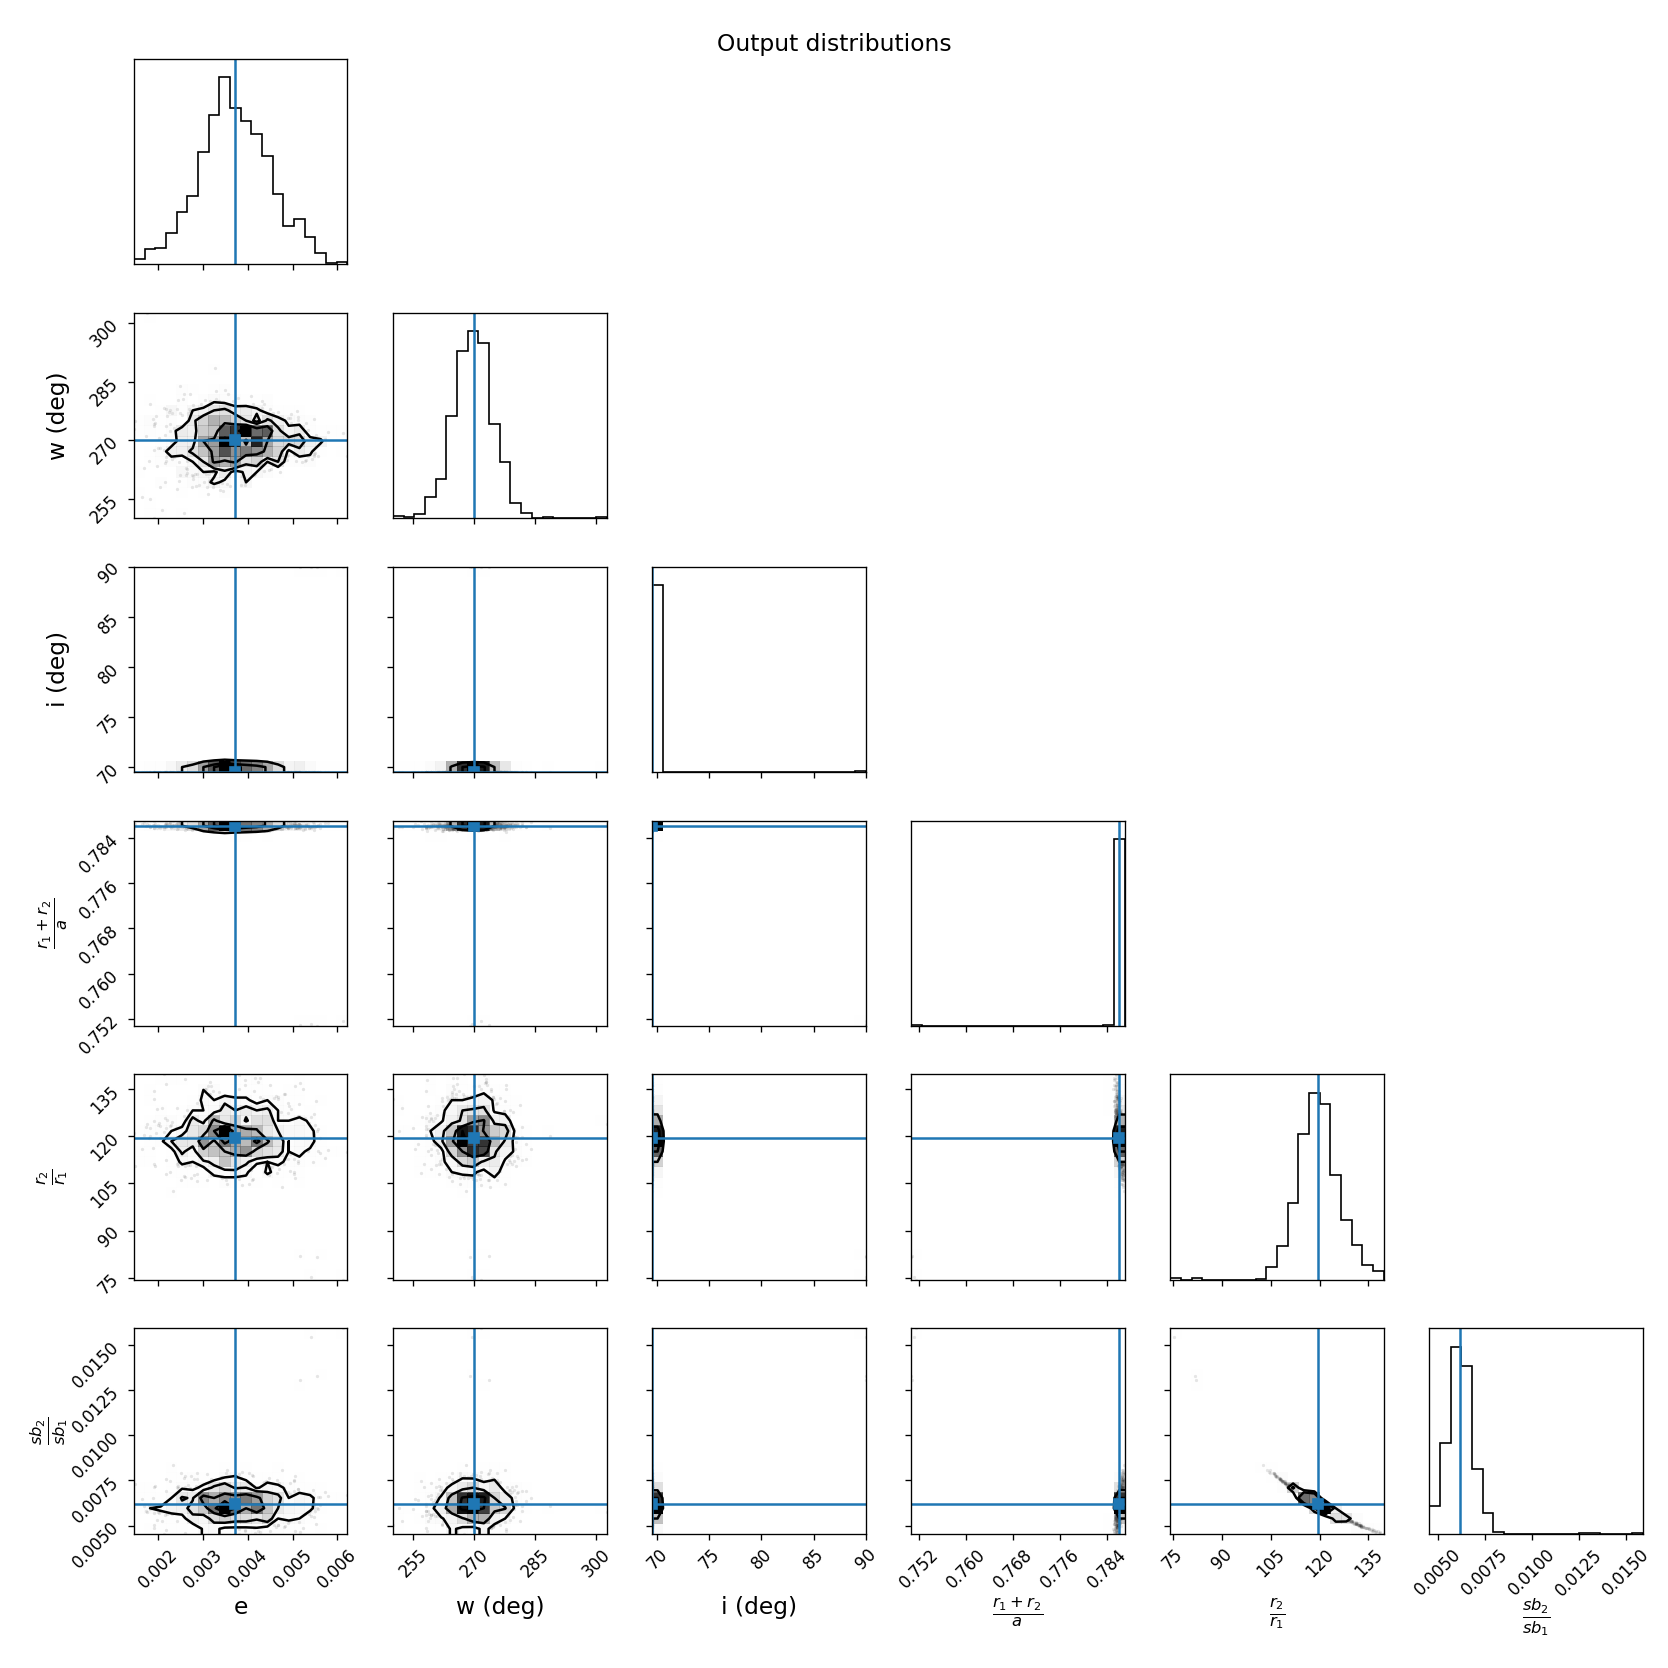 Output distributions
w (deg)
300
285
270
255
i (deg)
90
85
80
75
70
r₁ + r₂
a
0.784
0.776
0.768
0.760
0.752
r₂
r₁
135
120
105
90
75
sb₂
sb₁
0.0150
0.0125
0.0100
0.0075
0.0050
0.002 0.003 0.004 0.005 0.006 255 270 285 300 70 75 80 85 90 0.752 0.760 0.768 0.776 0.784 75 90 105 120 135 0.0050 0.0075 0.0100 0.0125 0.0150
e w (deg) i (deg) r₁ + r₂ r₂ sb₂
a r₁ sb₁